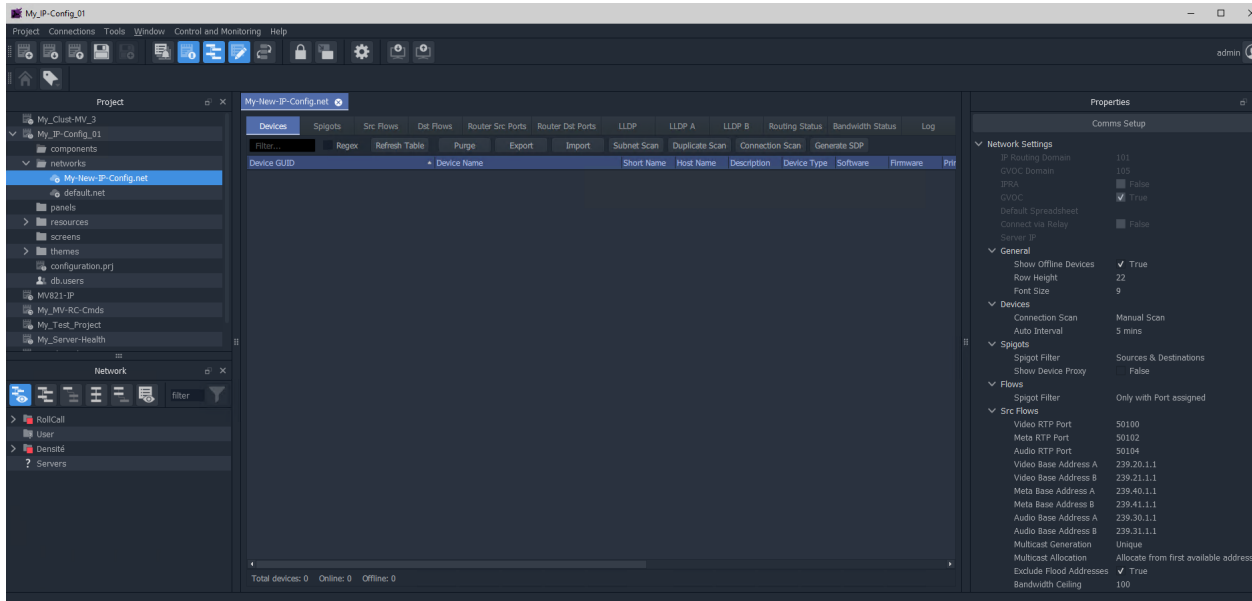 My_IP-Config_01
Project Connections Tools Window Control and Monitoring Help
admin
Project
My_Clust-MV_3
My_IP-Config_01
components
networks
My-New-IP-Config.net
default.net
panels
resources
screens
themes
configuration.prj
db.users
MV821-IP
My_MV-RC-Cmds
My_Test_Project
My_Server-Health
Network
filter
RollCall
User
Densité
? Servers
My-New-IP-Config.net
Devices Spigots Src Flows Dst Flows Router Src Ports Router Dst Ports LLDP LLDP A LLDP B Routing Status Bandwidth Status Log
Filter... Regex Refresh Table Purge Export Import Subnet Scan Duplicate Scan Connection Scan Generate SDP
Device GUID Device Name Short Name Host Name Description Device Type Software Firmware Prir
Total devices: 0 Online: 0 Offline: 0
Properties
Comms Setup
Network Settings
IP Routing Domain 101
GVOC Domain 105
IPRA False
GVOC True
Default Spreadsheet
Connect via Relay False
Server IP
General
Show Offline Devices True
Row Height 22
Font Size 9
Devices
Connection Scan Manual Scan
Auto Interval 5 mins
Spigots
Spigot Filter Sources & Destinations
Show Device Proxy False
Flows
Spigot Filter Only with Port assigned
Src Flows
Video RTP Port 50100
Meta RTP Port 50102
Audio RTP Port 50104
Video Base Address A 239.20.1.1
Video Base Address B 239.21.1.1
Meta Base Address A 239.40.1.1
Meta Base Address B 239.41.1.1
Audio Base Address A 239.30.1.1
Audio Base Address B 239.31.1.1
Multicast Generation Unique
Multicast Allocation Allocate from first available address
Exclude Flood Addresses True
Bandwidth Ceiling 100